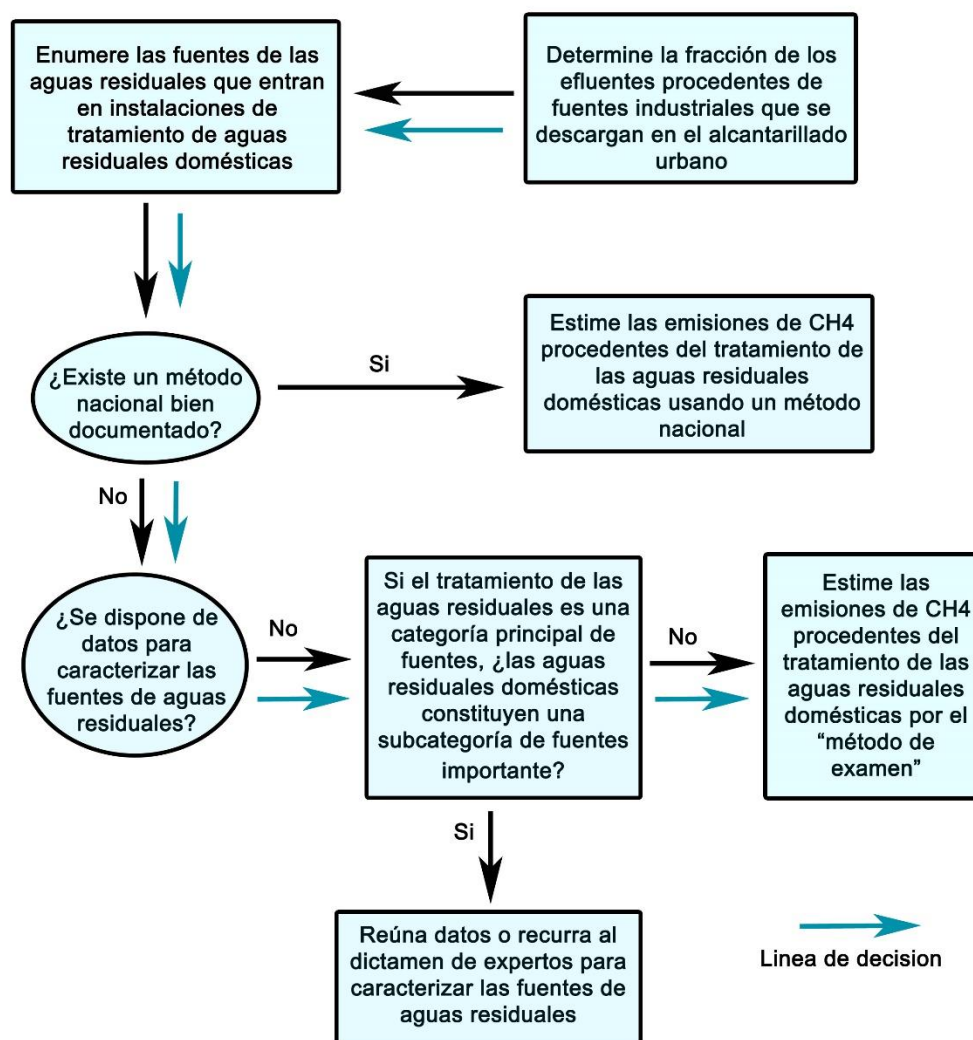 Enumere las fuentes de las
aguas residuales que entran
en instalaciones de
tratamiento de aguas
residuales domésticas
Determine la fracción de los
efluentes procedentes de
fuentes industriales que se
descargan en el alcantarillado
urbano
¿Existe un método
nacional bien
documentado?
Si
Estime las emisiones de CH4
procedentes del tratamiento de
las aguas residuales
domésticas usando un método
nacional
No
¿Se dispone de
datos para
caracterizar las
fuentes de aguas
residuales?
No
Si el tratamiento de las
aguas residuales es una
categoría principal de
fuentes, ¿las aguas
residuales domésticas
constituyen una
subcategoría de fuentes
importante?
No
Estime las
emisiones de CH4
procedentes del
tratamiento de las
aguas residuales
domésticas por el
“método de
examen”
Si
Reúna datos o recurra al
dictamen de expertos para
caracterizar las fuentes de
aguas residuales
Linea de decision